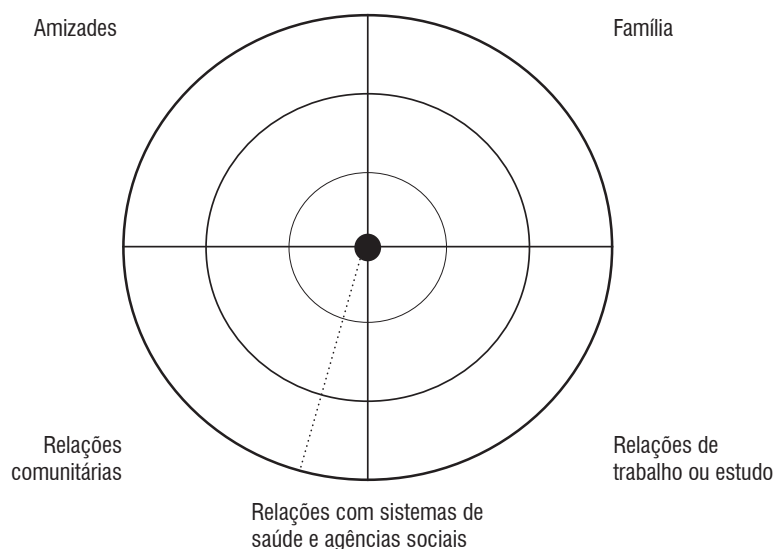 Amizades
Família
Relações
comunitárias
Relações de
trabalho ou estudo
Relações com sistemas de
saúde e agências sociais